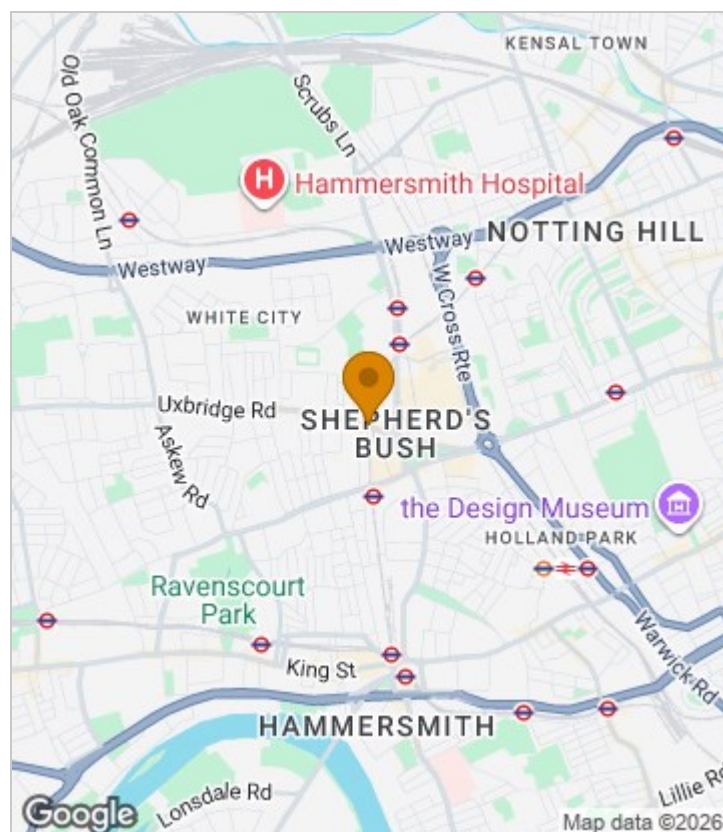 KENSAL TOWN
Old Oak Common Ln
Scrubs Ln
H
Hammersmith Hospital
Westway
NOTTING HILL
Westway
W Cross Rte
WHITE CITY
Uxbridge Rd
SHEPHERD'S
BUSH
Askew Rd
the Design Museum
HOLLAND PARK
Ravenscourt
Park
King St
Warwick Rd
HAMMERSMITH
Lonsdale Rd
Lillie Rd
Google
Map data ©2026